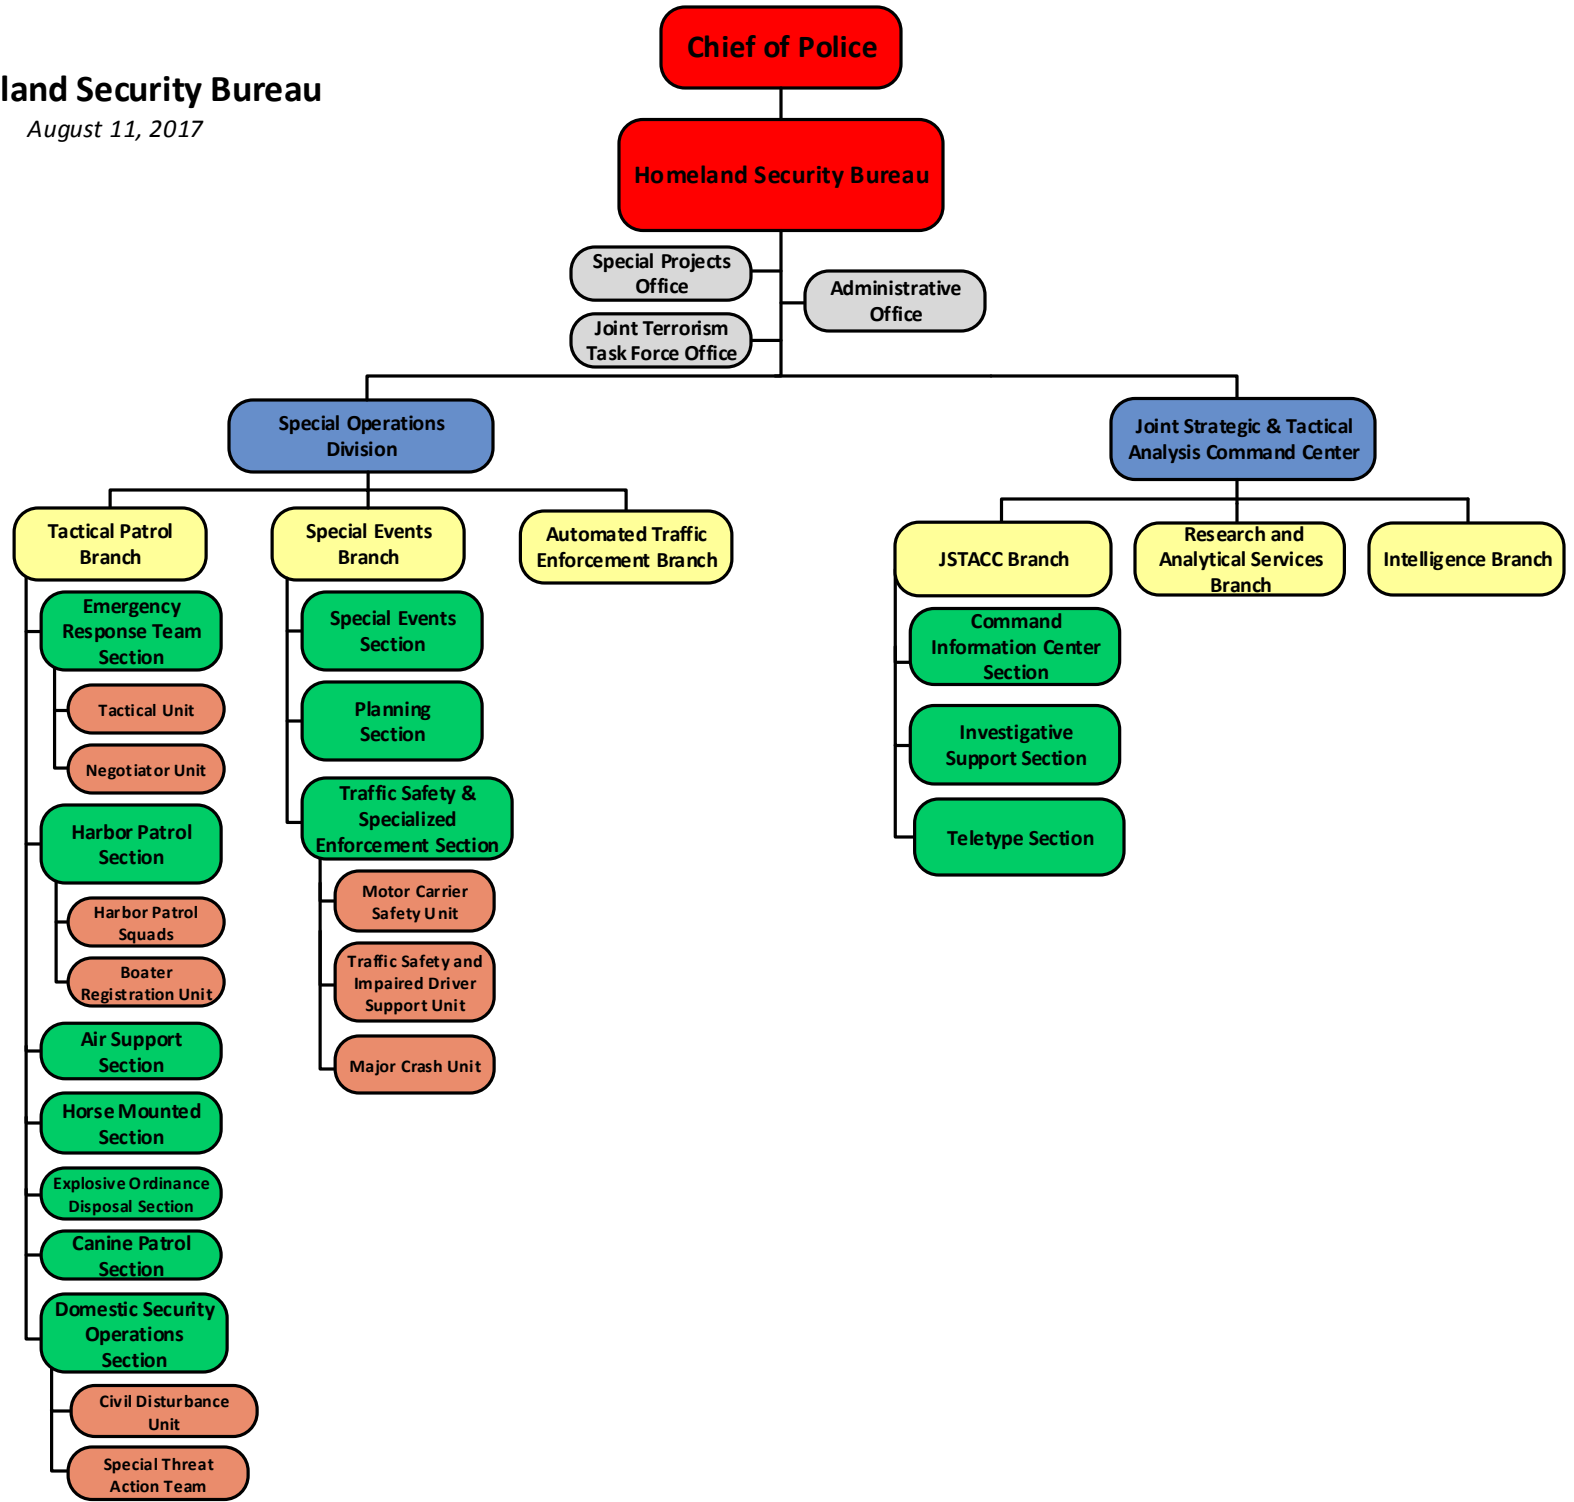 Chief of Police
land Security Bureau
August 11, 2017
Homeland Security Bureau
Special Projects
Office
Administrative
Office
Joint Terrorism
Task Force Office
Special Operations
Division
Joint Strategic & Tactical
Analysis Command Center
Tactical Patrol
Branch
Special Events
Branch
Automated Traffic
Enforcement Branch
JSTACC Branch
Research and
Analytical Services
Branch
Intelligence Branch
Emergency
Response Team
Section
Tactical Unit
Negotiator Unit
Harbor Patrol
Section
Harbor Patrol
Squads
Boater
Registration Unit
Air Support
Section
Horse Mounted
Section
Explosive Ordinance
Disposal Section
Canine Patrol
Section
Domestic Security
Operations
Section
Civil Disturbance
Unit
Special Threat
Action Team
Special Events
Section
Planning
Section
Traffic Safety &
Specialized
Enforcement Section
Motor Carrier
Safety Unit
Traffic Safety and
Impaired Driver
Support Unit
Major Crash Unit
Command
Information Center
Section
Investigative
Support Section
Teletype Section